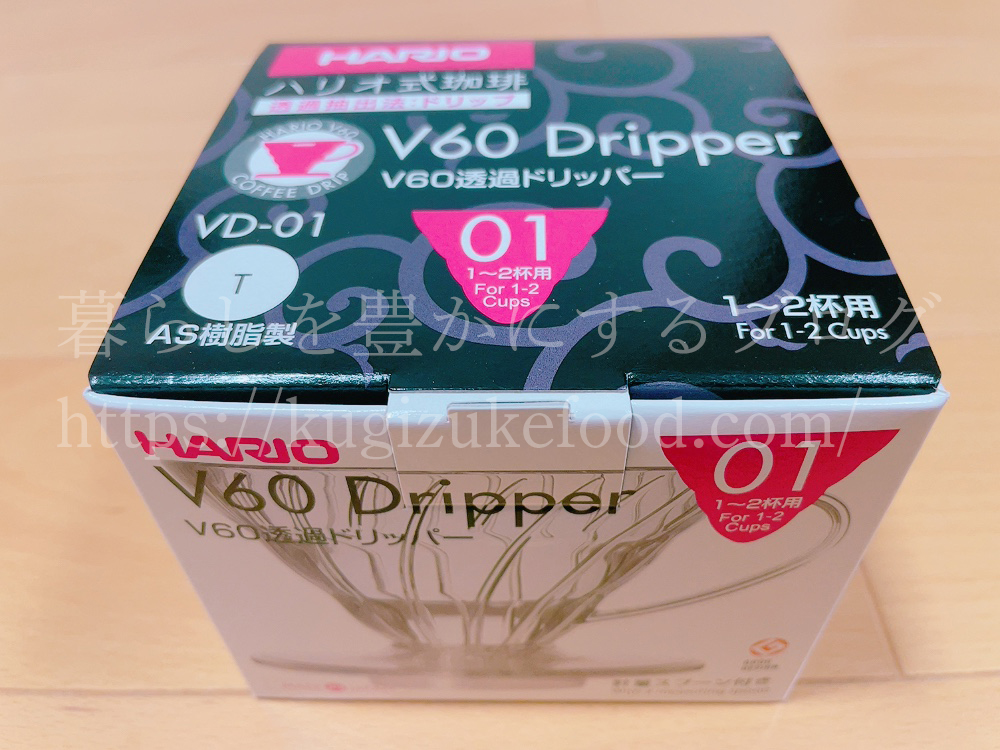 HARIO
ハリオ式珈琲
透過抽出法:ドリップ
HARIO V60
COFFEE DRIP
V60 Dripper
V60透過ドリッパー
VD-01
T
AS樹脂製
01
1〜2杯用
For 1-2
Cups
1〜2杯用
For 1-2 Cups
暮らしを豊かにするブログ
https://kugizukefood.com/
HARIO
V60 Dripper
V60透過ドリッパー
01
1〜2杯用
For 1-2
Cups
計量スプーン付き